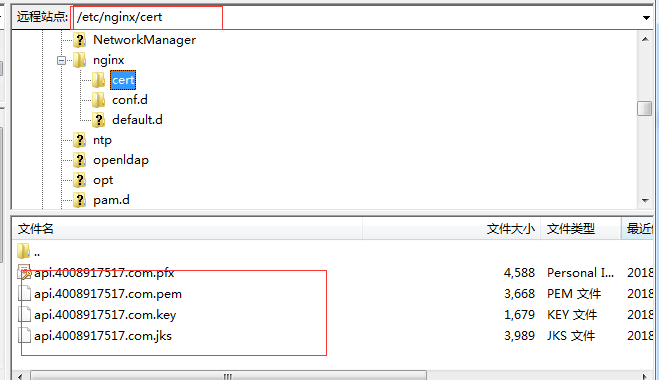 远程站点: /etc/nginx/cert
NetworkManager
nginx
cert
conf.d
default.d
ntp
openldap
opt
pam.d
文件名 文件大小 文件类型 最近
..
api.4008917517.com.pfx 4,588 Personal I... 2018
api.4008917517.com.pem 3,668 PEM 文件 2018
api.4008917517.com.key 1,679 KEY 文件 2018
api.4008917517.com.jks 3,989 JKS 文件 2018